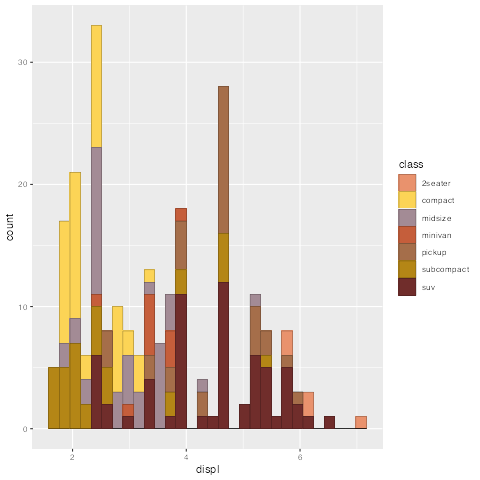 30
20
10
0
count
2
4
6
displ
class
2seater
compact
midsize
minivan
pickup
subcompact
suv